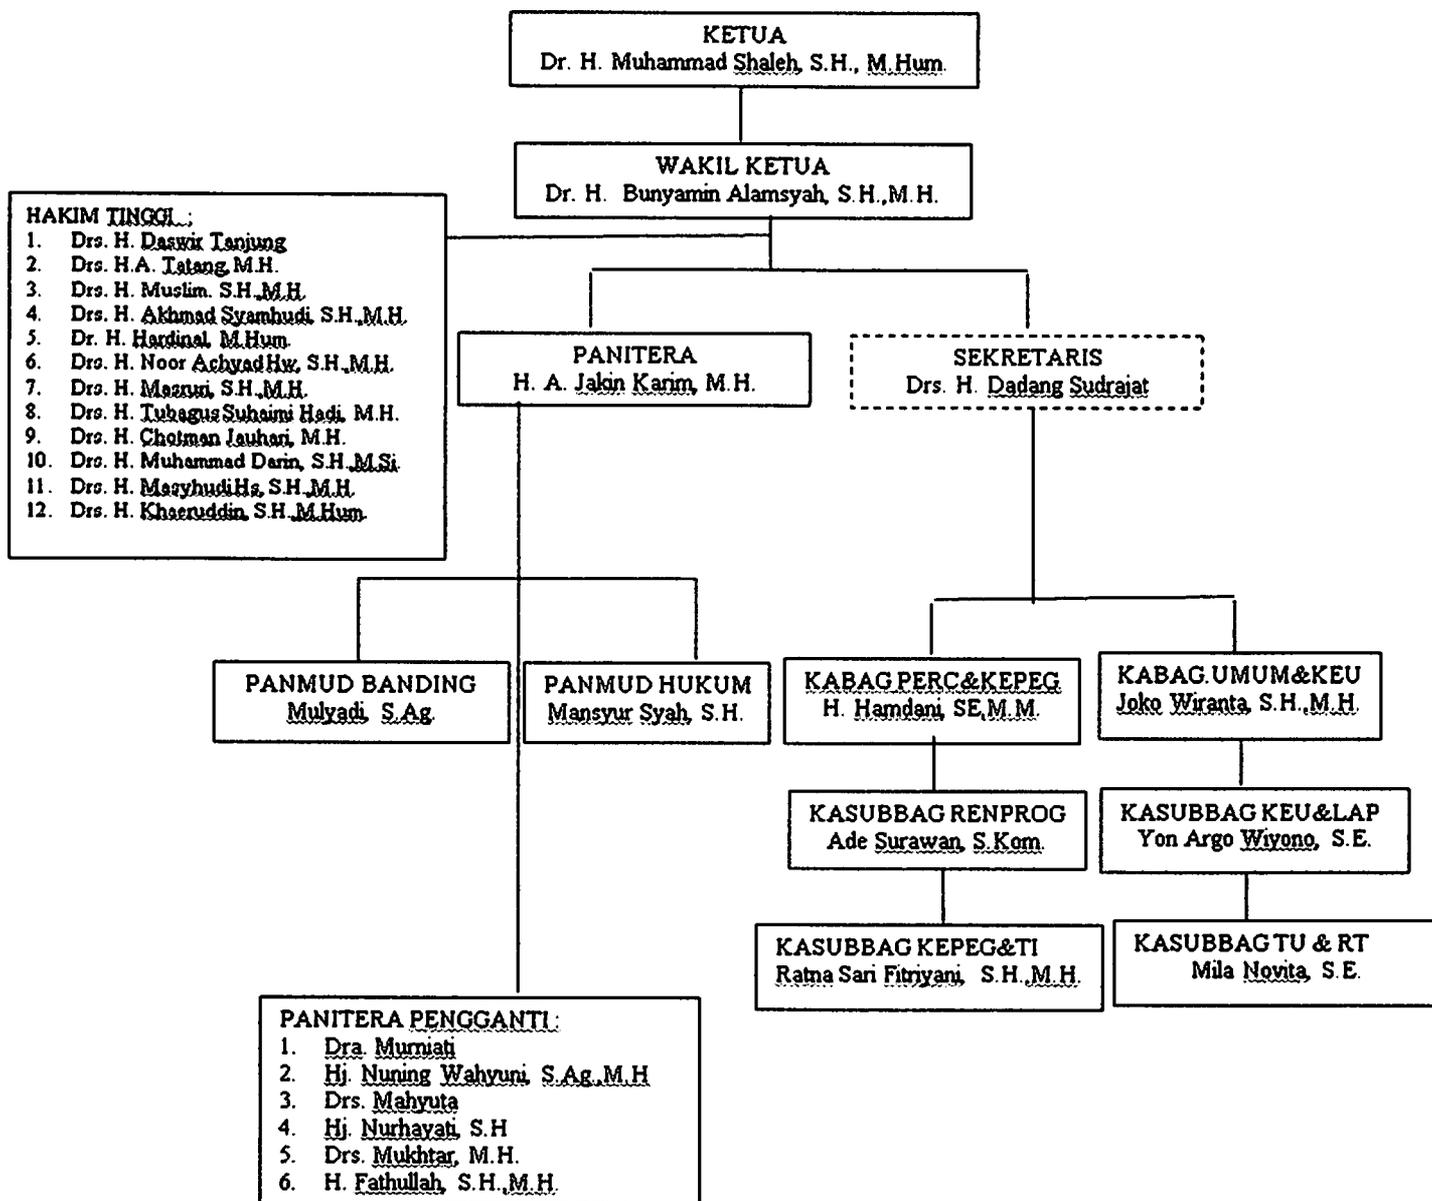 KETUA
Dr. H. Muhammad Shaleh, S.H., M.Hum.
WAKIL KETUA
Dr. H. Bunyamin Alamsyah, S.H.,M.H.
HAKIM TINGGI :
1. Drs. H. Daswir Tanjung
2. Drs. H.A. Tatang, M.H.
3. Drs. H. Muslim. S.H.,M.H.
4. Drs. H. Akhmad Syamhudi, S.H.,M.H.
5. Dr. H. Hardinal, M.Hum.
6. Drs. H. Noor AchyadHw, S.H.,M.H.
7. Drs. H. Masruri, S.H.,M.H.
8. Drs. H. Tubagus Suhaimi Hadi, M.H.
9. Drs. H. Chotman Jauhari, M.H.
10. Drs. H. Muhammad Darin, S.H.,M.Si.
11. Drs. H. MasyhudiHs, S.H.,M.H.
12. Drs. H. Khaeruddin, S.H.,M.Hum.
PANITERA
H. A. Jakin Karim, M.H.
SEKRETARIS
Drs. H. Dadang Sudrajat
PANMUD BANDING
Mulyadi, S.Ag.
PANMUD HUKUM
Mansyur Syah, S.H.
KABAG PERC&KEPEG
H. Hamdani, SE,M.M.
KABAG.UMUM&KEU
Joko Wiranta, S.H.,M.H.
KASUBBAG RENPROG
Ade Surawan, S.Kom.
KASUBBAG KEU&LAP
Yon Argo Wiyono, S.E.
KASUBBAG KEPEG&TI
Ratna Sari Fitriyani, S.H.,M.H.
KASUBBAG TU & RT
Mila Novita, S.E.
PANITERA PENGGANTI :
1. Dra. Murniati
2. Hj. Nuning Wahyuni, S.Ag.,M.H
3. Drs. Mahyuta
4. Hj. Nurhayati, S.H
5. Drs. Mukhtar, M.H.
6. H. Fathullah, S.H.,M.H.